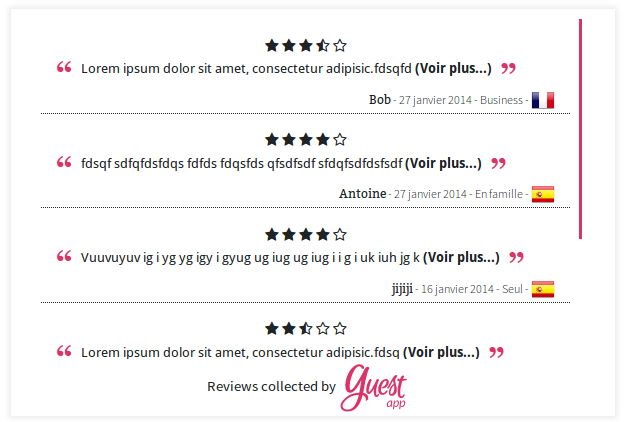 “ Lorem ipsum dolor sit amet, consectetur adipisic.fdsqfd (Voir plus...) ”
Bob - 27 janvier 2014 - Business -
“ fdsqf sdfqfdsfdqs fdfds fdqsfds qfsdfsdf sfdqfsdfdsfsdf (Voir plus...) ”
Antoine - 27 janvier 2014 - En famille -
“ Vuuvuyuv ig i yg yg igy i gyug ug iug ug iug i i g i uk iuh jg k (Voir plus...) ”
jijiji - 16 janvier 2014 - Seul -
“ Lorem ipsum dolor sit amet, consectetur adipisic.fdsq (Voir plus...) ”
Reviews collected by guest
app